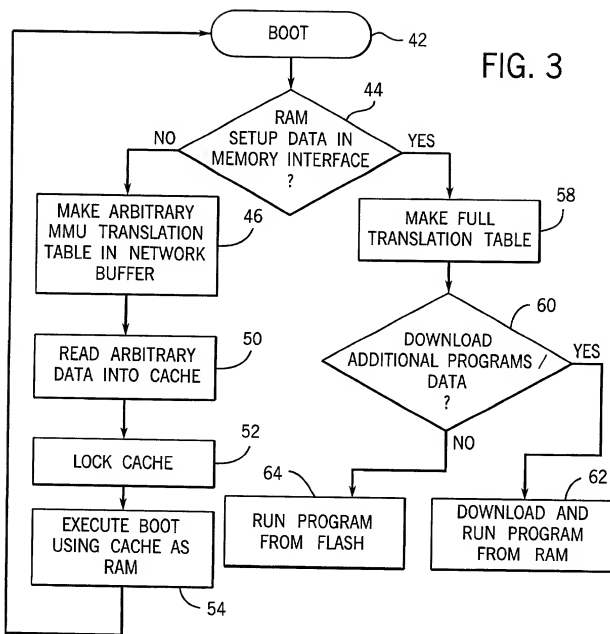 BOOT
42
FIG. 3
44
RAM
SETUP DATA IN
MEMORY INTERFACE
?
NO
YES
MAKE ARBITRARY
MMU TRANSLATION
TABLE IN NETWORK
BUFFER
46
MAKE FULL
TRANSLATION TABLE
58
READ ARBITRARY
DATA INTO CACHE
50
DOWNLOAD
ADDITIONAL PROGRAMS /
DATA
?
60
YES
NO
LOCK CACHE
52
EXECUTE BOOT
USING CACHE AS
RAM
54
64
RUN PROGRAM
FROM FLASH
62
DOWNLOAD AND
RUN PROGRAM
FROM RAM